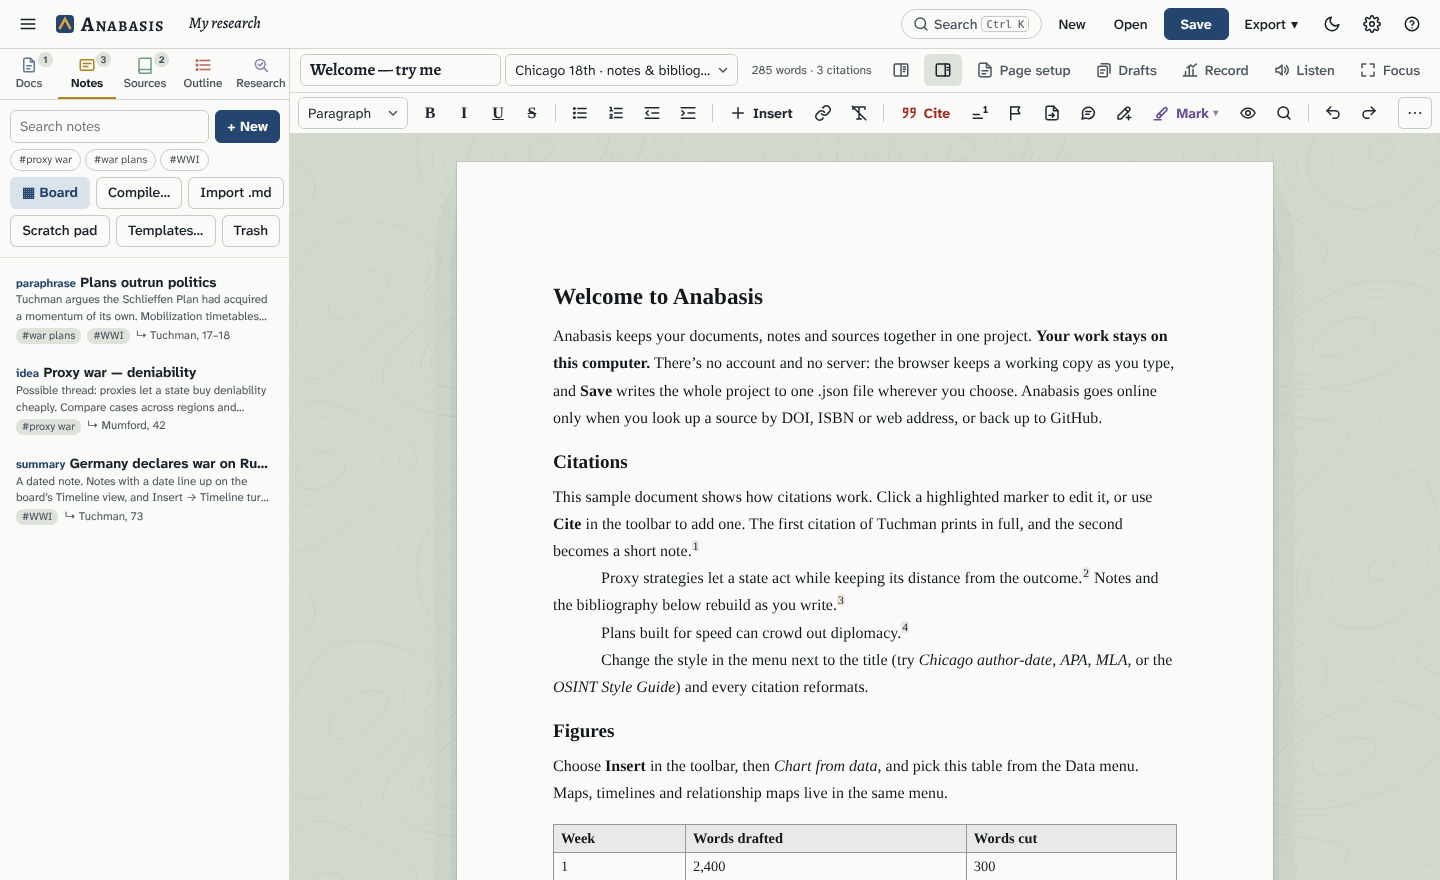 ANABASIS
My research
Search Ctrl K
New
Open
Save
Export ▾
Docs 1
Notes 3
Sources 2
Outline
Research
Welcome — try me
Chicago 18th · notes & bibliog...
285 words · 3 citations
Page setup
Drafts
Record
Listen
Focus
Paragraph
B I U S
Insert
Cite
Mark ▾
...
Search notes
+ New
#proxy war
#war plans
#WWI
▦ Board
Compile...
Import .md
Scratch pad
Templates...
Trash
paraphrase Plans outrun politics
Tuchman argues the Schlieffen Plan had acquired
a momentum of its own. Mobilization timetables...
#war plans #WWI ↳ Tuchman, 17–18
idea Proxy war — deniability
Possible thread: proxies let a state buy deniability
cheaply. Compare cases across regions and...
#proxy war ↳ Mumford, 42
summary Germany declares war on Ru...
A dated note. Notes with a date line up on the
board's Timeline view, and Insert → Timeline tur...
#WWI ↳ Tuchman, 73
Welcome to Anabasis
Anabasis keeps your documents, notes and sources together in one project. Your work stays on
this computer. There's no account and no server: the browser keeps a working copy as you type,
and Save writes the whole project to one .json file wherever you choose. Anabasis goes online
only when you look up a source by DOI, ISBN or web address, or back up to GitHub.
Citations
This sample document shows how citations work. Click a highlighted marker to edit it, or use
Cite in the toolbar to add one. The first citation of Tuchman prints in full, and the second
becomes a short note.1
Proxy strategies let a state act while keeping its distance from the outcome.2 Notes and
the bibliography below rebuild as you write.3
Plans built for speed can crowd out diplomacy.4
Change the style in the menu next to the title (try Chicago author-date, APA, MLA, or the
OSINT Style Guide) and every citation reformats.
Figures
Choose Insert in the toolbar, then Chart from data, and pick this table from the Data menu.
Maps, timelines and relationship maps live in the same menu.
Week Words drafted Words cut
1 2,400 300